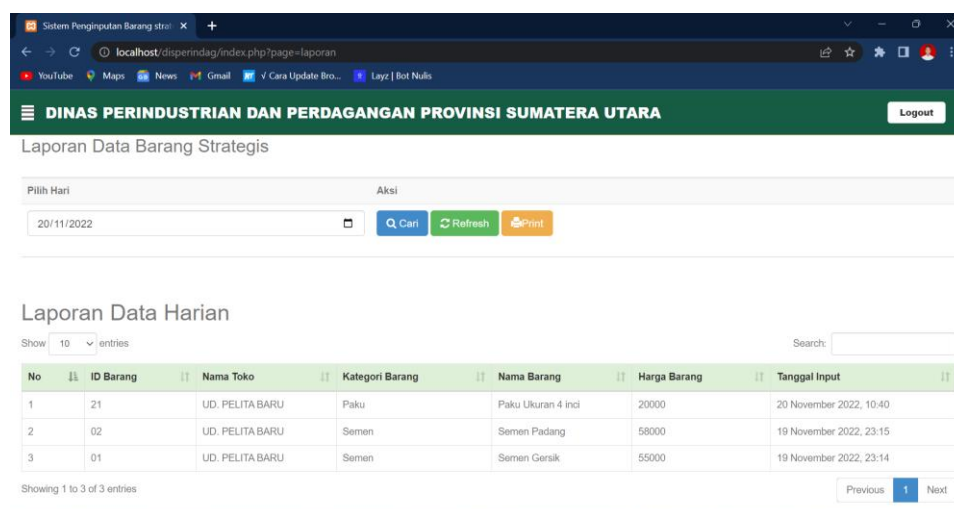 Sistem Penginputan Barang strat
localhost/disperindag/index.php?page=laporan
YouTube Maps News Gmail √ Cara Update Bro... Layz | Bot Nulis
DINAS PERINDUSTRIAN DAN PERDAGANGAN PROVINSI SUMATERA UTARA Logout
Laporan Data Barang Strategis
Pilih Hari Aksi
20/11/2022 Cari Refresh Print
Laporan Data Harian
Show 10 entries Search:
No ID Barang Nama Toko Kategori Barang Nama Barang Harga Barang Tanggal Input
1 21 UD. PELITA BARU Paku Paku Ukuran 4 inci 20000 20 November 2022, 10:40
2 02 UD. PELITA BARU Semen Semen Padang 58000 19 November 2022, 23:15
3 01 UD. PELITA BARU Semen Semen Gersik 55000 19 November 2022, 23:14
Showing 1 to 3 of 3 entries Previous 1 Next